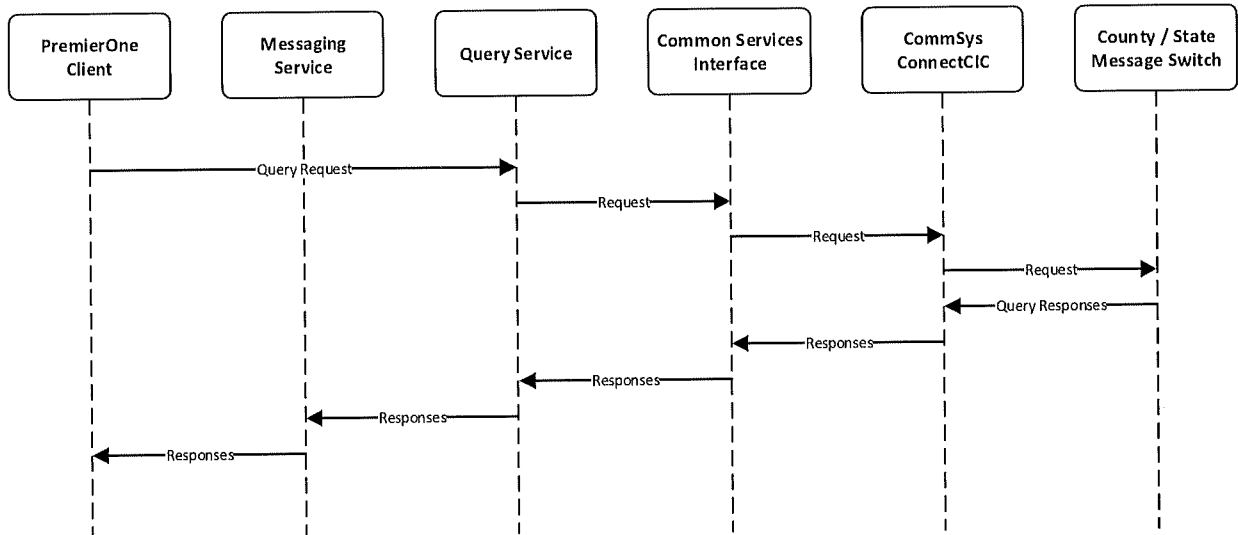 PremierOne
Client
Messaging
Service
Query Service
Common Services
Interface
CommSys
ConnectCIC
County / State
Message Switch
Query Request
Request
Request
Request
Query Responses
Responses
Responses
Responses
Responses